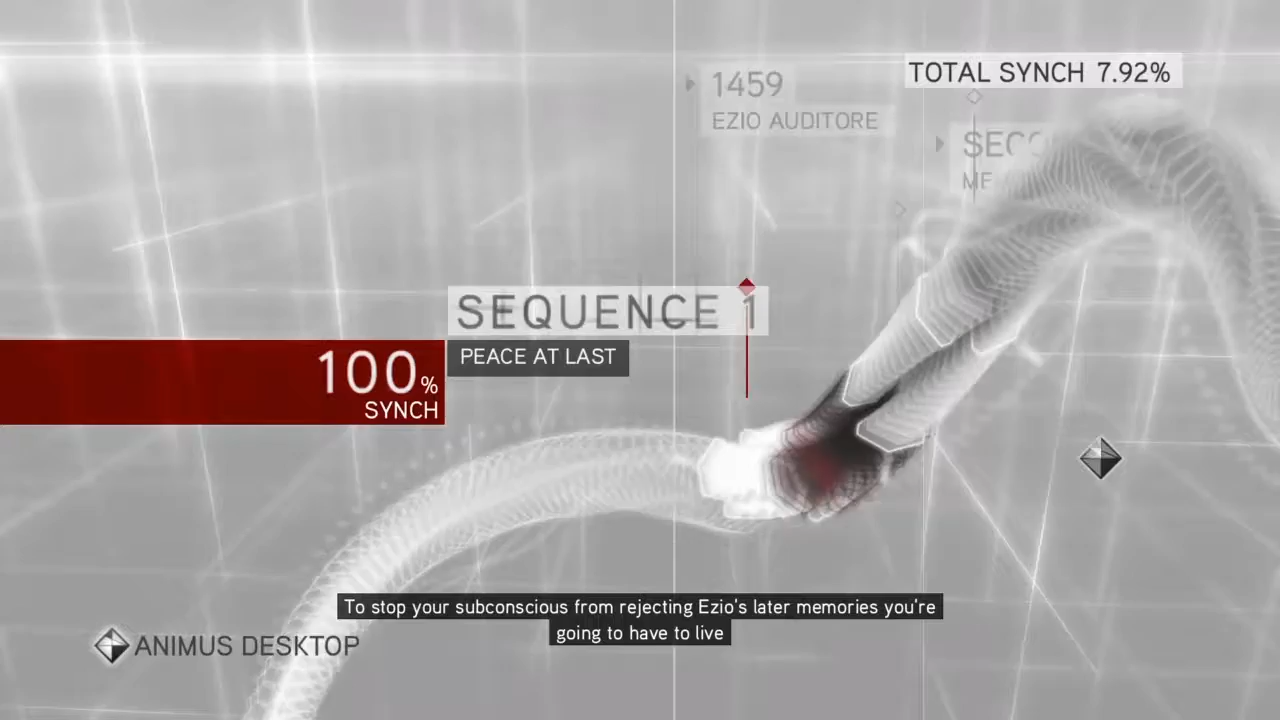 TOTAL SYNCH 7.92%
1459
EZIO AUDITORE
SEQUENCE 1
PEACE AT LAST
100%
SYNCH
To stop your subconscious from rejecting Ezio's later memories you're
going to have to live
ANIMUS DESKTOP